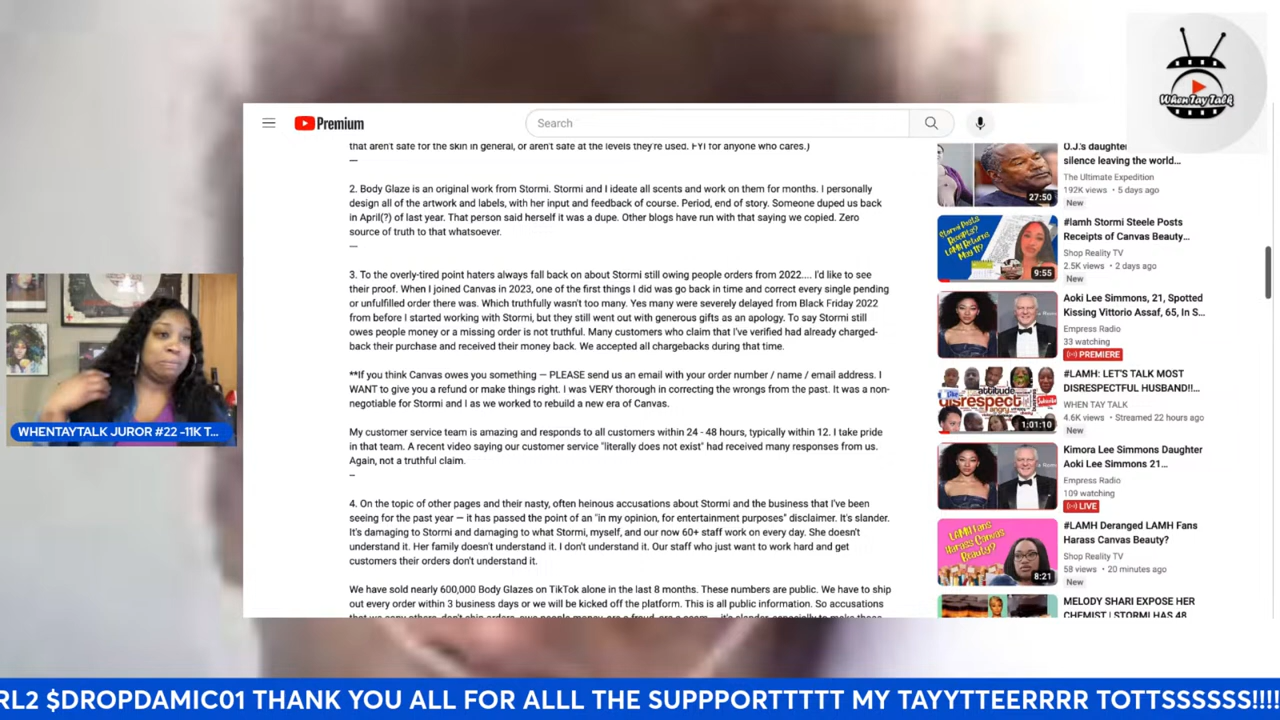 Premium
Search
WhenTayTalk
that aren't safe for the skin in general, or aren't safe at the levels they're used. FYI for anyone who cares.)
—
2. Body Glaze is an original work from Stormi. Stormi and I ideate all scents and work on them for months. I personally
design all of the artwork and labels, with her input and feedback of course. Period, end of story. Someone duped us back
in April(?) of last year. That person said herself it was a dupe. Other blogs have run with that saying we copied. Zero
source of truth to that whatsoever.
—
3. To the overly-tired point haters always fall back on about Stormi still owing people orders from 2022.... I'd like to see
their proof. When I joined Canvas in 2023, one of the first things I did was go back in time and correct every single pending
or unfulfilled order there was. Which truthfully wasn't too many. Yes many were severely delayed from Black Friday 2022
from before I started working with Stormi, but they still went out with generous gifts as an apology. To say Stormi still
owes people money or a missing order is not truthful. Many customers who claim that I've verified had already charged-
back their purchase and received their money back. We accepted all chargebacks during that time.
**If you think Canvas owes you something — PLEASE send us an email with your order number / name / email address. I
WANT to give you a refund or make things right. I was VERY thorough in correcting the wrongs from the past. It was a non-
negotiable for Stormi and I as we worked to rebuild a new era of Canvas.
My customer service team is amazing and responds to all customers within 24 - 48 hours, typically within 12. I take pride
in that team. A recent video saying our customer service "literally does not exist" had received many responses from us.
Again, not a truthful claim.
–
4. On the topic of other pages and their nasty, often heinous accusations about Stormi and the business that I've been
seeing for the past year — it has passed the point of an "in my opinion, for entertainment purposes" disclaimer. It's slander.
It's damaging to Stormi and damaging to what Stormi, myself, and our now 60+ staff work on every day. She doesn't
understand it. Her family doesn't understand it. I don't understand it. Our staff who just want to work hard and get
customers their orders don't understand it.
We have sold nearly 600,000 Body Glazes on TikTok alone in the last 8 months. These numbers are public. We have to ship
out every order within 3 business days or we will be kicked off the platform. This is all public information. So accusations
O.J.'s daughter
silence leaving the world...
The Ultimate Expedition
192K views • 5 days ago
New
27:50
#lamh Stormi Steele Posts
Receipts of Canvas Beauty...
Shop Reality TV
2.5K views • 2 days ago
New
9:55
Aoki Lee Simmons, 21, Spotted
Kissing Vittorio Assaf, 65, In S...
Empress Radio
33 watching
PREMIERE
#LAMH: LET'S TALK MOST
DISRESPECTFUL HUSBAND!!...
WHEN TAY TALK
4.6K views • Streamed 22 hours ago
New
attitude
disrespect
1:01:10
Kimora Lee Simmons Daughter
Aoki Lee Simmons 21...
Empress Radio
109 watching
LIVE
#LAMH Deranged LAMH Fans
Harass Canvas Beauty?
Shop Reality TV
58 views • 20 minutes ago
New
LAMH Fans
Harass Canvas
Beauty?
8:21
MELODY SHARI EXPOSE HER
CHEMIST | STORMI HAS 48
WHENTAYTALK JUROR #22 -11K T...
RL2 $DROPDAMIC01 THANK YOU ALL FOR ALLL THE SUPPPORTTTTT MY TAYYTTEERRRR TOTTSSSSSS!!!!